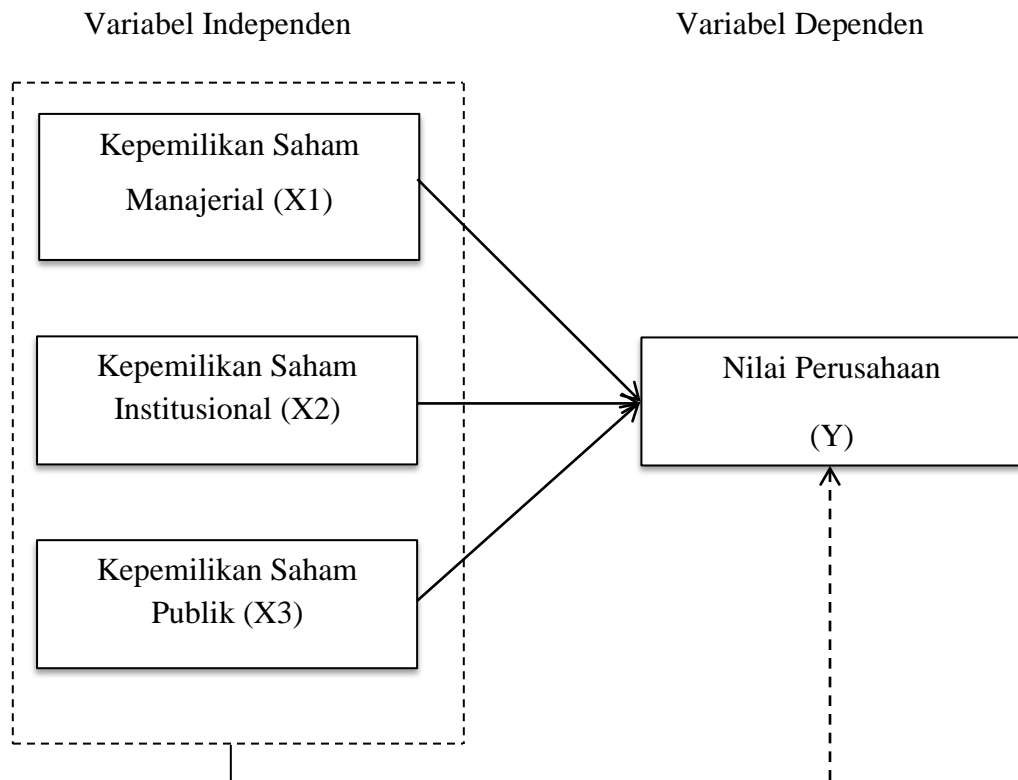 Variabel Independen
Variabel Dependen
Kepemilikan Saham
Manajerial (X1)
Kepemilikan Saham
Institusional (X2)
Nilai Perusahaan
(Y)
Kepemilikan Saham
Publik (X3)